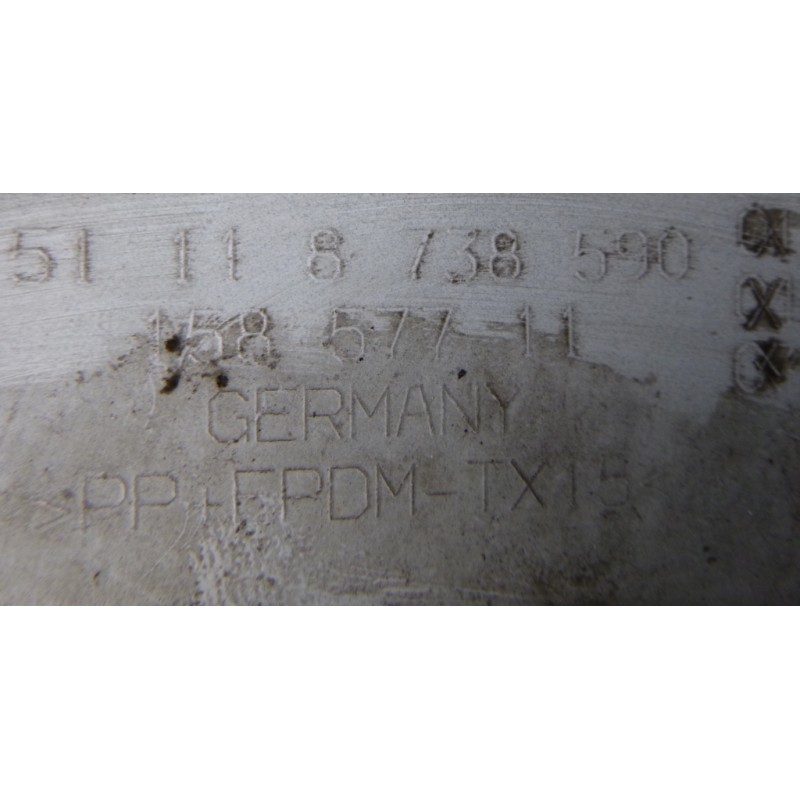 51 11 8 738 590
158 577 11
GERMANY
>PP+EPDM-TX15<